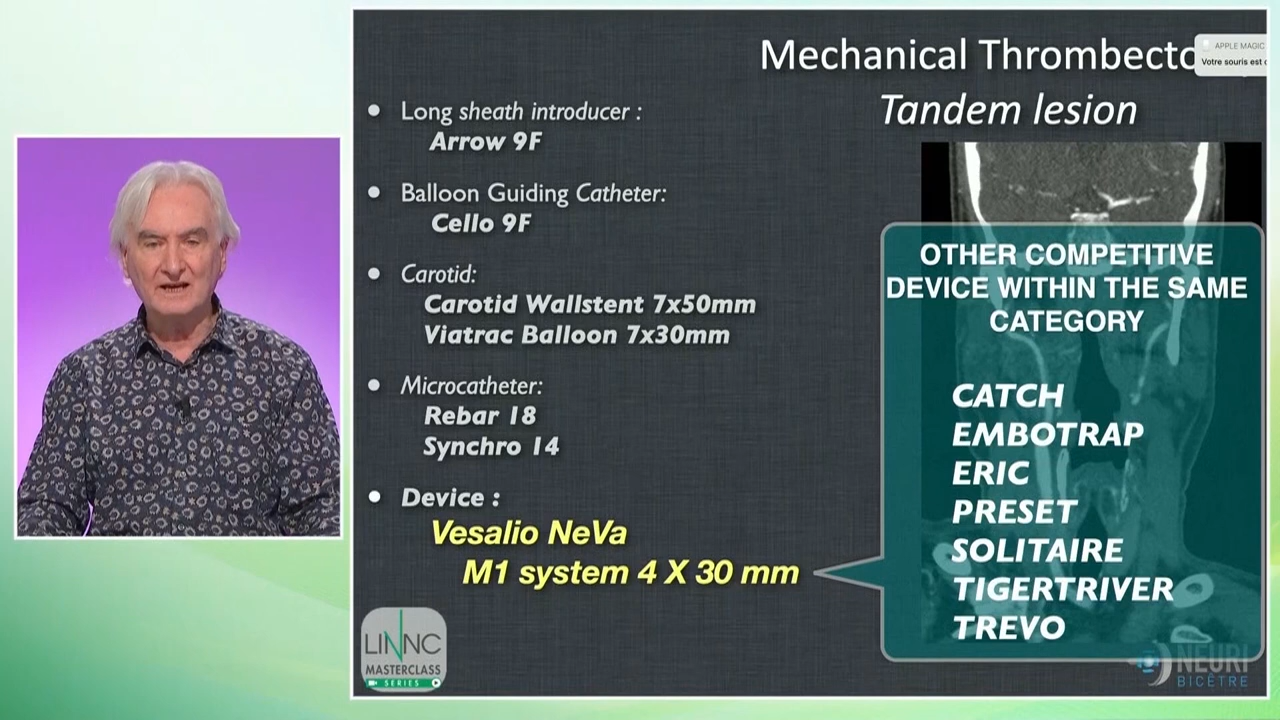 Mechanical Thrombecto
APPLE MAGIC
Votre souris est
Tandem lesion
• Long sheath introducer :
Arrow 9F
• Balloon Guiding Catheter:
Cello 9F
• Carotid:
Carotid Wallstent 7x50mm
Viatrac Balloon 7x30mm
• Microcatheter:
Rebar 18
Synchro 14
• Device :
Vesalio NeVa
M1 system 4 X 30 mm
OTHER COMPETITIVE
DEVICE WITHIN THE SAME
CATEGORY
CATCH
EMBOTRAP
ERIC
PRESET
SOLITAIRE
TIGERTRIVER
TREVO
LINNC
MASTERCLASS
SERIES
NEURI
BICÊTRE